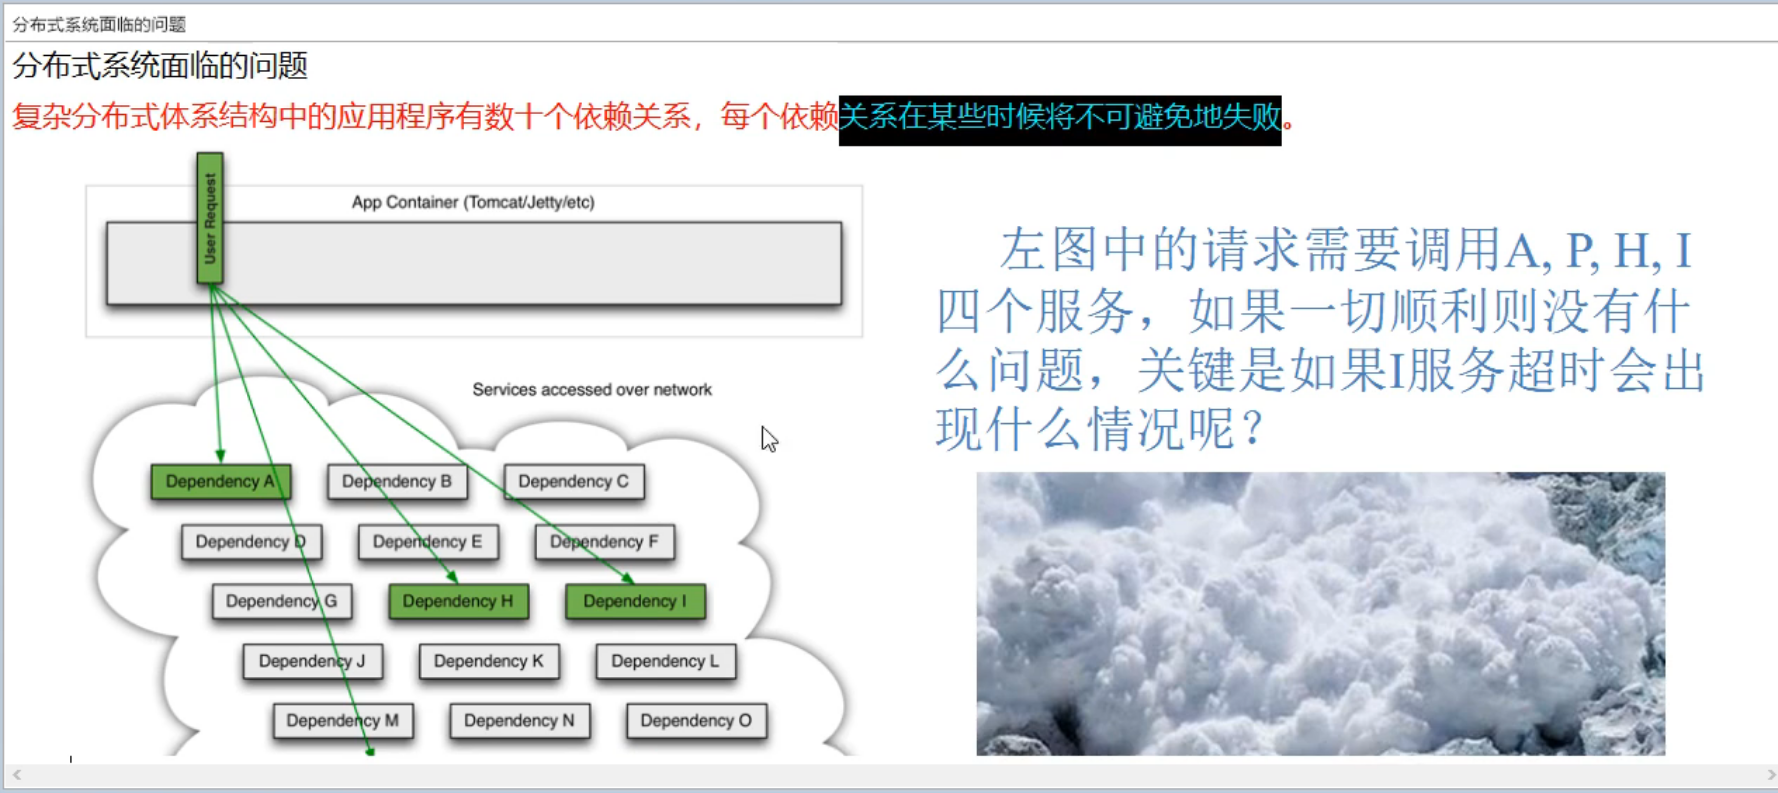 分布式系统面临的问题
分布式系统面临的问题
复杂分布式体系结构中的应用程序有数十个依赖关系，每个依赖关系在某些时候将不可避免地失败。
User Request
App Container (Tomcat/Jetty/etc)
Services accessed over network
Dependency A
Dependency B
Dependency C
Dependency D
Dependency E
Dependency F
Dependency G
Dependency H
Dependency I
Dependency J
Dependency K
Dependency L
Dependency M
Dependency N
Dependency O
左图中的请求需要调用A, P, H, I
四个服务，如果一切顺利则没有什
么问题，关键是如果I服务超时会出
现什么情况呢？